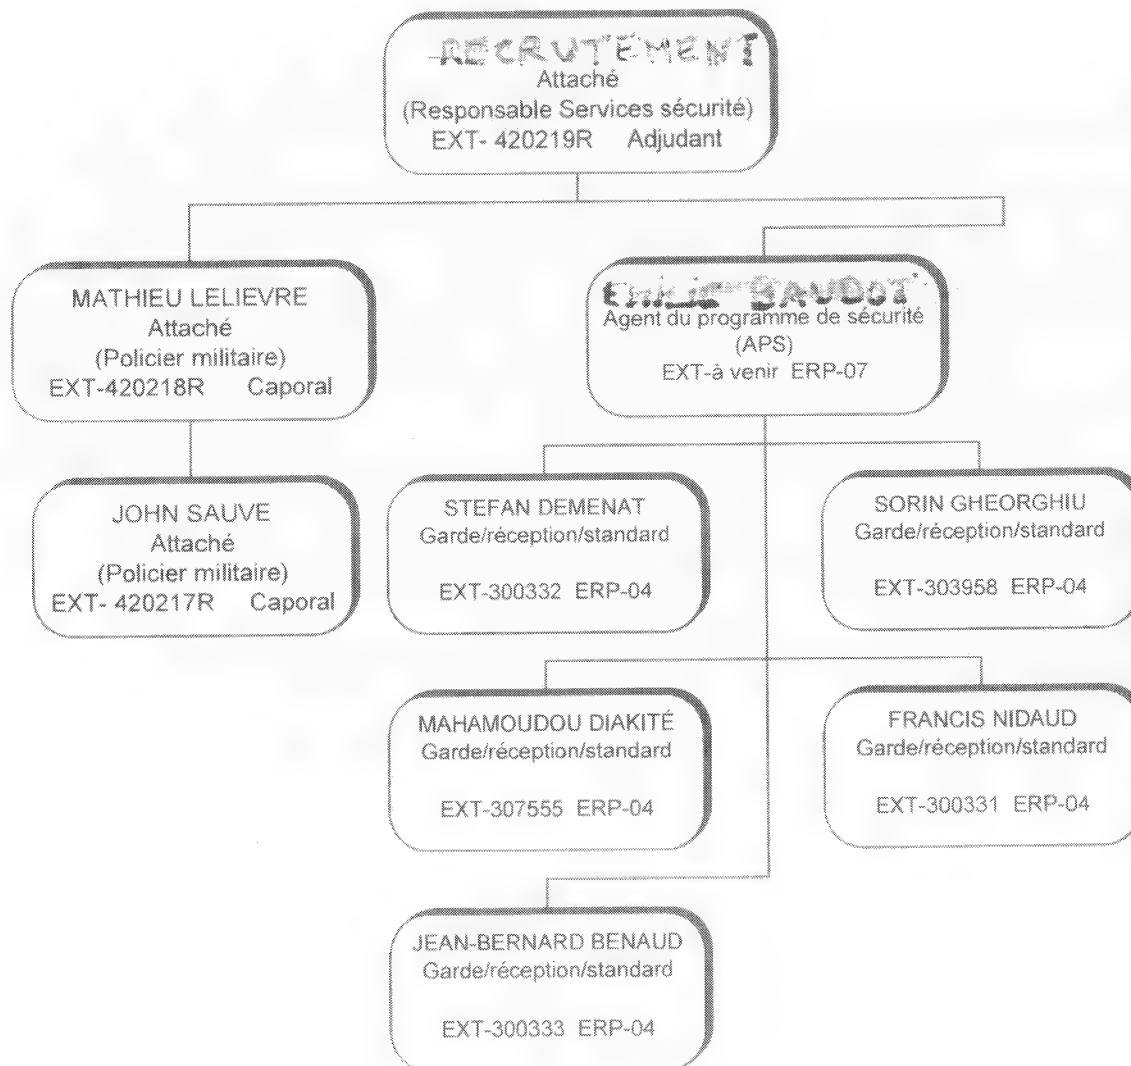 RECRUTEMENT
Attaché
(Responsable Services sécurité)
EXT- 420219R Adjudant
MATHIEU LELIEVRE
Attaché
(Policier militaire)
EXT-420218R Caporal
EMILIE BAUDOT
Agent du programme de sécurité
(APS)
EXT-à venir ERP-07
JOHN SAUVE
Attaché
(Policier militaire)
EXT- 420217R Caporal
STEFAN DEMENAT
Garde/réception/standard
EXT-300332 ERP-04
SORIN GHEORGHIU
Garde/réception/standard
EXT-303958 ERP-04
MAHAMOUDOU DIAKITÉ
Garde/réception/standard
EXT-307555 ERP-04
FRANCIS NIDAUD
Garde/réception/standard
EXT-300331 ERP-04
JEAN-BERNARD BENAUD
Garde/réception/standard
EXT-300333 ERP-04